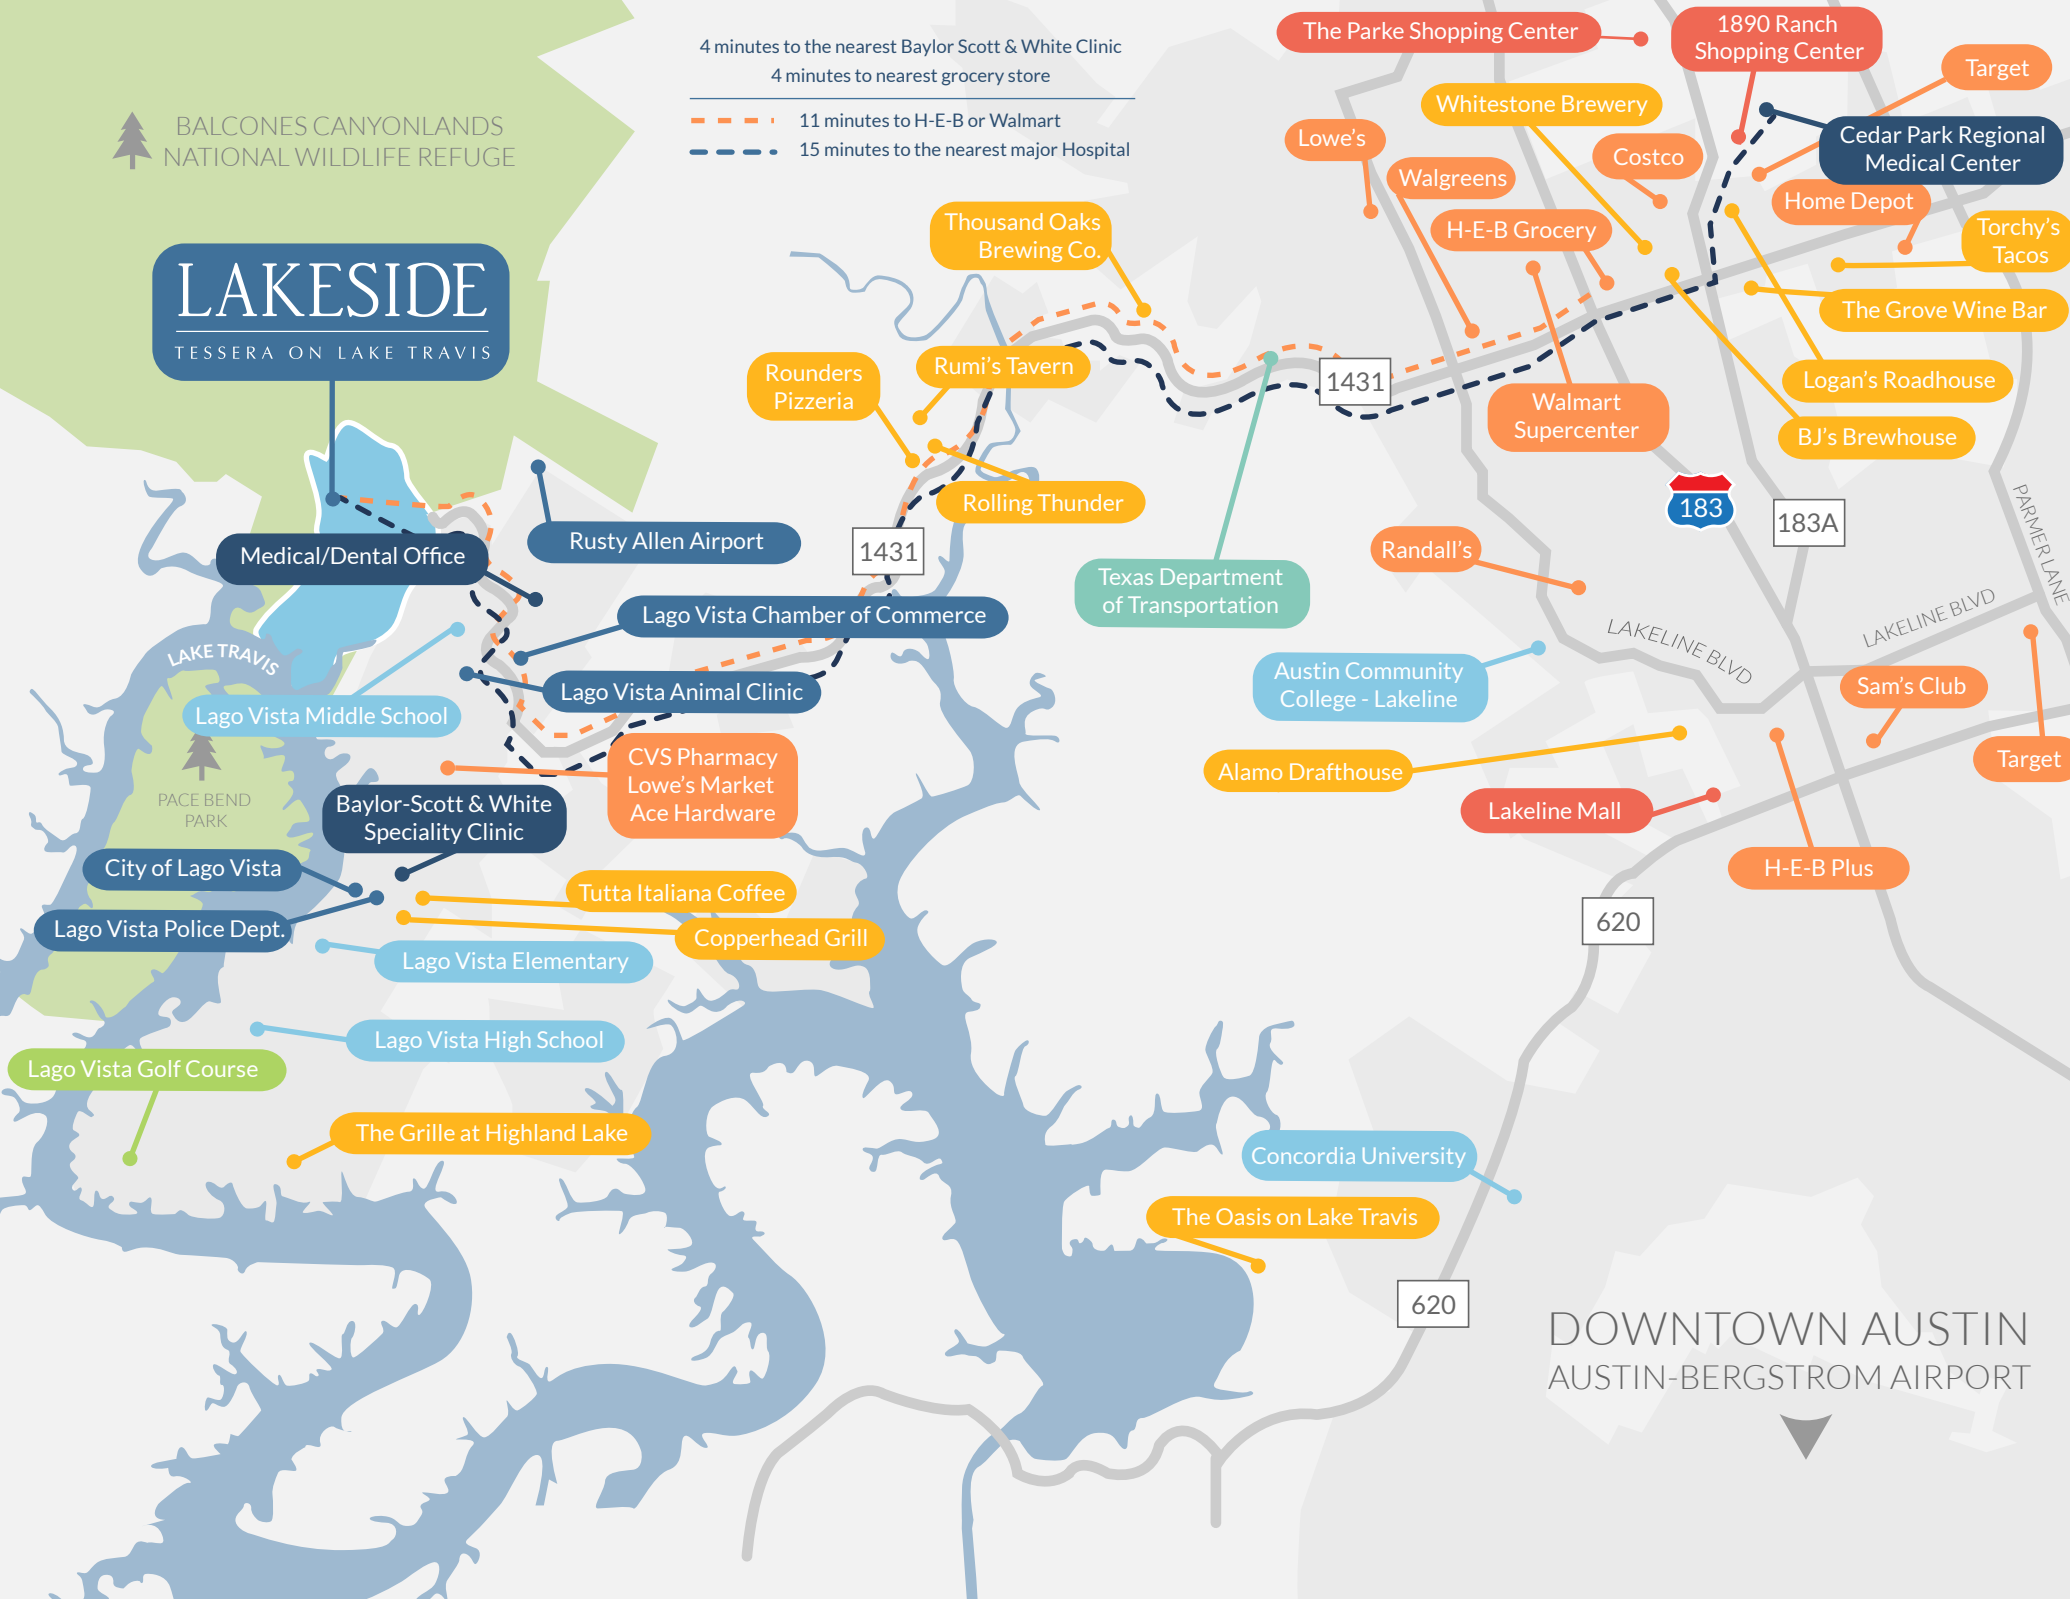 4 minutes to the nearest Baylor Scott & White Clinic
4 minutes to nearest grocery store
11 minutes to H-E-B or Walmart
15 minutes to the nearest major Hospital
The Parke Shopping Center
1890 Ranch
Shopping Center
Target
Whitestone Brewery
BALCONES CANYONLANDS
NATIONAL WILDLIFE REFUGE
Lowe's
Costco
Cedar Park Regional
Medical Center
Walgreens
Home Depot
H-E-B Grocery
Torchy's
Tacos
Thousand Oaks
Brewing Co.
LAKESIDE
TESSERA ON LAKE TRAVIS
The Grove Wine Bar
Rumi's Tavern
Rounders
Pizzeria
1431
Logan's Roadhouse
Walmart
Supercenter
BJ's Brewhouse
Rolling Thunder
183
183A
PARMER LANE
Rusty Allen Airport
1431
Medical/Dental Office
Randall's
Texas Department
of Transportation
Lago Vista Chamber of Commerce
LAKELINE BLVD
LAKELINE BLVD
LAKE TRAVIS
Austin Community
College - Lakeline
Lago Vista Animal Clinic
Sam's Club
Lago Vista Middle School
CVS Pharmacy
Lowe's Market
Ace Hardware
Alamo Drafthouse
Target
PACE BEND
PARK
Baylor-Scott & White
Speciality Clinic
Lakeline Mall
City of Lago Vista
H-E-B Plus
Tutta Italiana Coffee
620
Lago Vista Police Dept.
Copperhead Grill
Lago Vista Elementary
Lago Vista High School
Lago Vista Golf Course
The Grille at Highland Lake
Concordia University
The Oasis on Lake Travis
620
DOWNTOWN AUSTIN
AUSTIN-BERGSTROM AIRPORT